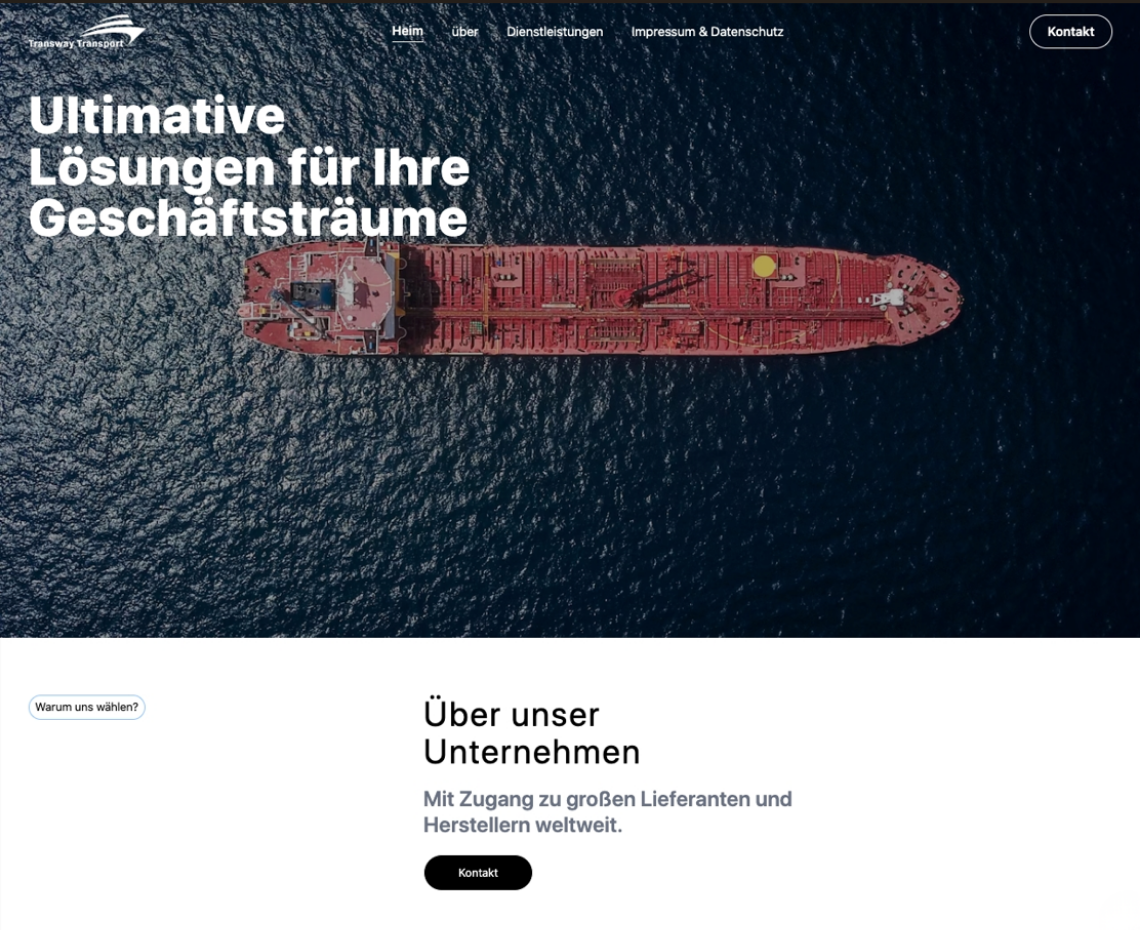 Transway Transport
Heim
über
Dienstleistungen
Impressum & Datenschutz
Kontakt
Ultimative
Lösungen für Ihre
Geschäftsträume
Warum uns wählen?
Über unser
Unternehmen
Mit Zugang zu großen Lieferanten und
Herstellern weltweit.
Kontakt